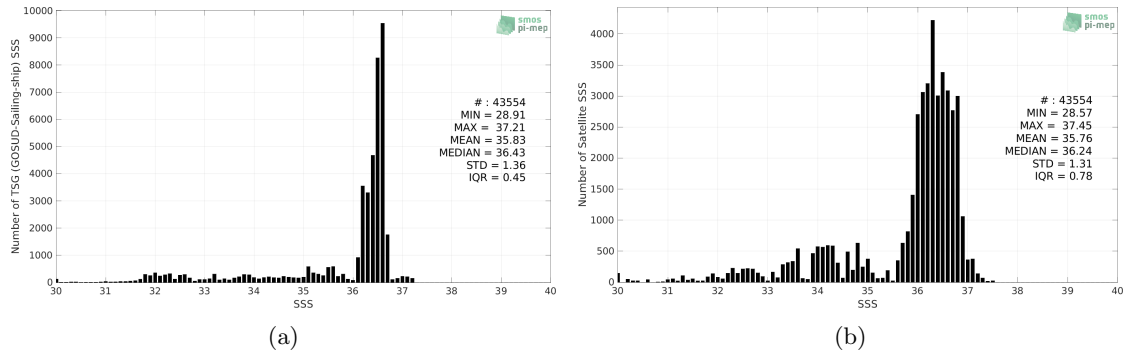 10000
9000
8000
7000
6000
5000
4000
3000
2000
1000
0
Number of TSG (GOSUD-Sailing-ship) SSS
30 31 32 33 34 35 36 37 38 39 40
SSS
smos
pi-mep
# : 43554
MIN = 28.91
MAX = 37.21
MEAN = 35.83
MEDIAN = 36.43
STD = 1.36
IQR = 0.45
(a)
4000
3500
3000
2500
2000
1500
1000
500
0
Number of Satellite SSS
30 31 32 33 34 35 36 37 38 39 40
SSS
smos
pi-mep
# : 43554
MIN = 28.57
MAX = 37.45
MEAN = 35.76
MEDIAN = 36.24
STD = 1.31
IQR = 0.78
(b)